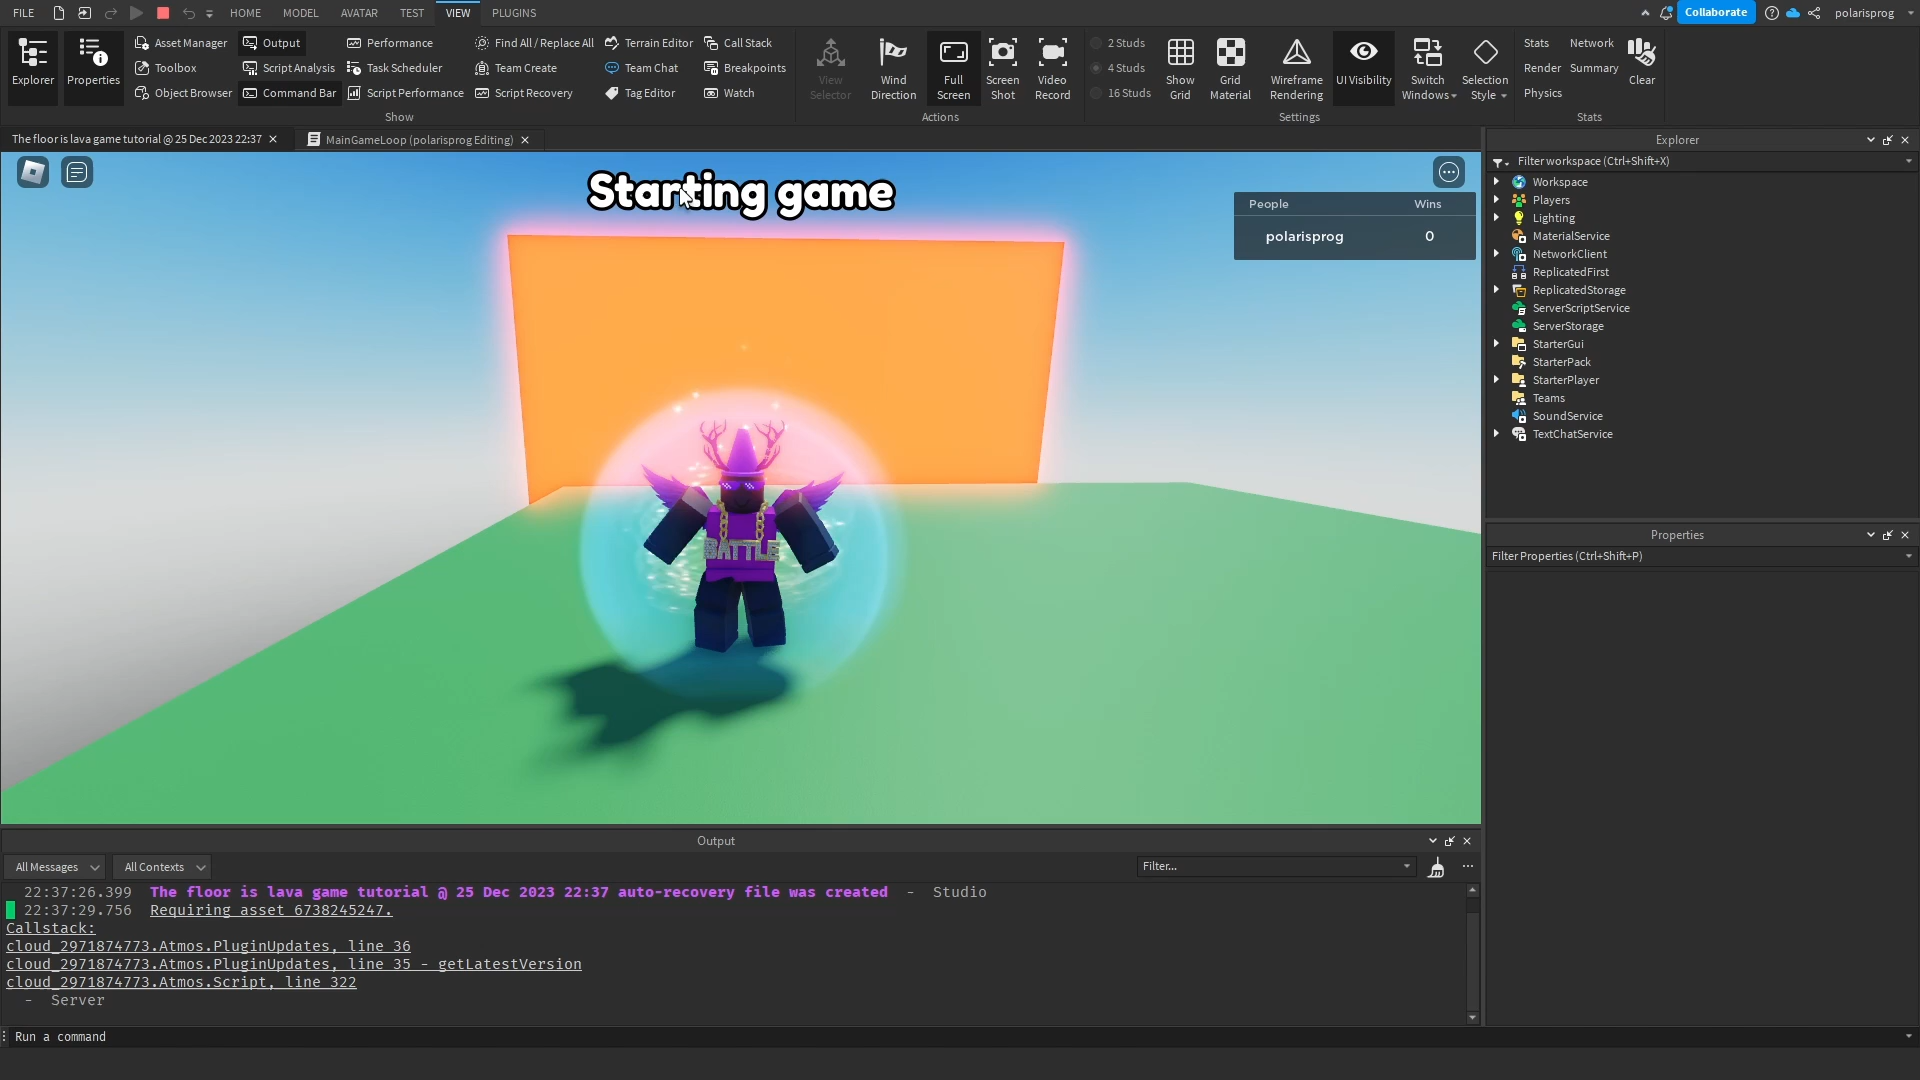 FILE HOME MODEL AVATAR TEST VIEW PLUGINS Collaborate polarisprog
Explorer
Properties
Asset Manager
Toolbox
Object Browser
Output
Script Analysis
Command Bar
Performance
Task Scheduler
Script Performance
Find All / Replace All
Team Create
Script Recovery
Terrain Editor
Team Chat
Tag Editor
Call Stack
Breakpoints
Watch
Show
View
Selector
Wind
Direction
Full
Screen
Screen
Shot
Video
Record
Actions
2 Studs
4 Studs
16 Studs
Show
Grid
Grid
Material
Wireframe
Rendering
UI Visibility
Switch
Windows
Selection
Style
Settings
Stats Network
Render Summary
Physics
Clear
Stats
The floor is lava game tutorial @ 25 Dec 2023 22:37
MainGameLoop (polarisprog Editing)
Starting game
People Wins
polarisprog 0
BATTLE
Explorer
Filter workspace (Ctrl+Shift+X)
Workspace
Players
Lighting
MaterialService
NetworkClient
ReplicatedFirst
ReplicatedStorage
ServerScriptService
ServerStorage
StarterGui
StarterPack
StarterPlayer
Teams
SoundService
TextChatService
Properties
Filter Properties (Ctrl+Shift+P)
Output
All Messages All Contexts Filter...
22:37:26.399 The floor is lava game tutorial @ 25 Dec 2023 22:37 auto-recovery file was created - Studio
22:37:29.756 Requiring asset 6738245247.
Callstack:
cloud_2971874773.Atmos.PluginUpdates, line 36
cloud_2971874773.Atmos.PluginUpdates, line 35 - getLatestVersion
cloud_2971874773.Atmos.Script, line 322
- Server
Run a command